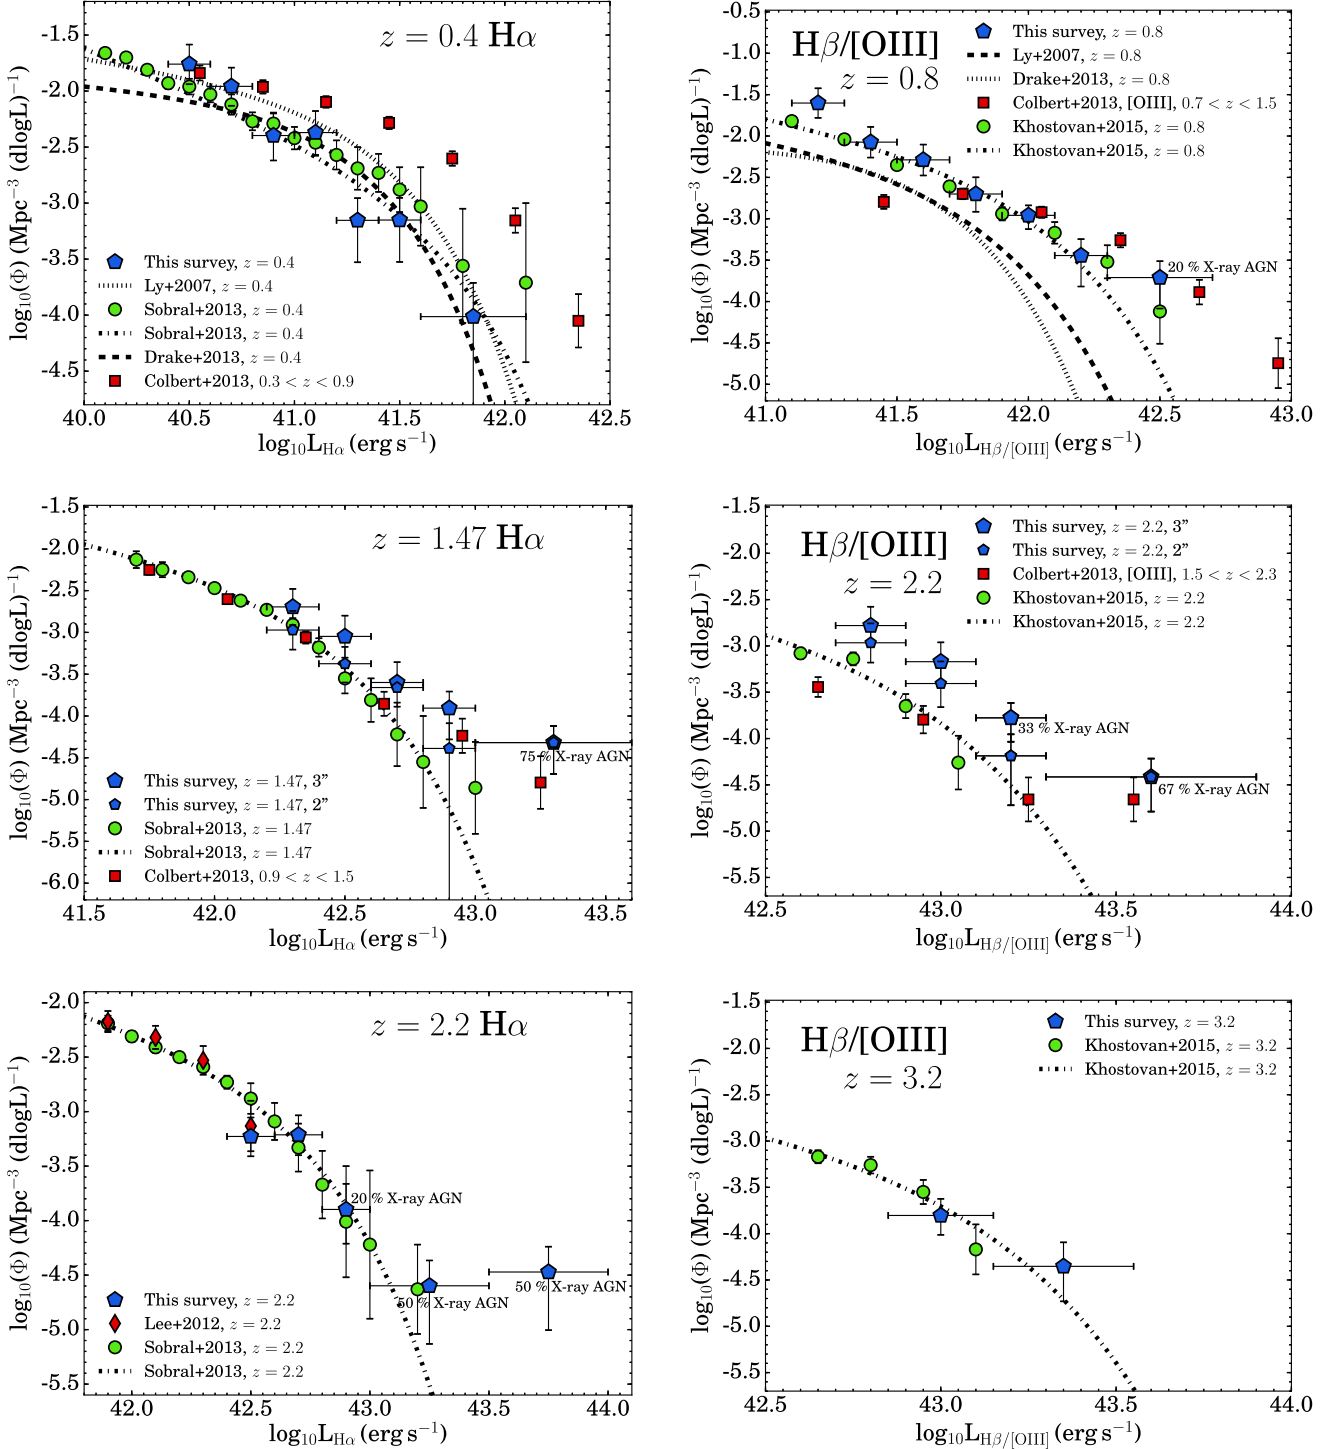 z = 0.4 Hα
-1.5
-2.0
-2.5
-3.0
-3.5
-4.0
-4.5
log₁₀(Φ) (Mpc⁻³ (dlogL)⁻¹)
This survey, z = 0.4
Ly+2007, z = 0.4
Sobral+2013, z = 0.4
Sobral+2013, z = 0.4
Drake+2013, z = 0.4
Colbert+2013, 0.3 < z < 0.9
40.0 40.5 41.0 41.5 42.0 42.5
log₁₀L_Hα (erg s⁻¹)
Hβ/[OIII]
z = 0.8
-0.5
-1.0
-1.5
-2.0
-2.5
-3.0
-3.5
-4.0
-4.5
-5.0
log₁₀(Φ) (Mpc⁻³ (dlogL)⁻¹)
This survey, z = 0.8
Ly+2007, z = 0.8
Drake+2013, z = 0.8
Colbert+2013, [OIII], 0.7 < z < 1.5
Khostovan+2015, z = 0.8
Khostovan+2015, z = 0.8
20 % X-ray AGN
41.0 41.5 42.0 42.5 43.0
log₁₀L_Hβ/[OIII] (erg s⁻¹)
z = 1.47 Hα
-1.5
-2.0
-2.5
-3.0
-3.5
-4.0
-4.5
-5.0
-5.5
-6.0
log₁₀(Φ) (Mpc⁻³ (dlogL)⁻¹)
75 % X-ray AGN
This survey, z = 1.47, 3”
This survey, z = 1.47, 2”
Sobral+2013, z = 1.47
Sobral+2013, z = 1.47
Colbert+2013, 0.9 < z < 1.5
41.5 42.0 42.5 43.0 43.5
log₁₀L_Hα (erg s⁻¹)
Hβ/[OIII]
z = 2.2
-1.5
-2.0
-2.5
-3.0
-3.5
-4.0
-4.5
-5.0
-5.5
log₁₀(Φ) (Mpc⁻³ (dlogL)⁻¹)
This survey, z = 2.2, 3”
This survey, z = 2.2, 2”
Colbert+2013, [OIII], 1.5 < z < 2.3
Khostovan+2015, z = 2.2
Khostovan+2015, z = 2.2
33 % X-ray AGN
67 % X-ray AGN
42.5 43.0 43.5 44.0
log₁₀L_Hβ/[OIII] (erg s⁻¹)
z = 2.2 Hα
-2.0
-2.5
-3.0
-3.5
-4.0
-4.5
-5.0
-5.5
log₁₀(Φ) (Mpc⁻³ (dlogL)⁻¹)
20 % X-ray AGN
50 % X-ray AGN
50 % X-ray AGN
This survey, z = 2.2
Lee+2012, z = 2.2
Sobral+2013, z = 2.2
Sobral+2013, z = 2.2
42.0 42.5 43.0 43.5 44.0
log₁₀L_Hα (erg s⁻¹)
Hβ/[OIII]
z = 3.2
-1.5
-2.0
-2.5
-3.0
-3.5
-4.0
-4.5
-5.0
-5.5
log₁₀(Φ) (Mpc⁻³ (dlogL)⁻¹)
This survey, z = 3.2
Khostovan+2015, z = 3.2
Khostovan+2015, z = 3.2
42.5 43.0 43.5 44.0
log₁₀L_Hβ/[OIII] (erg s⁻¹)